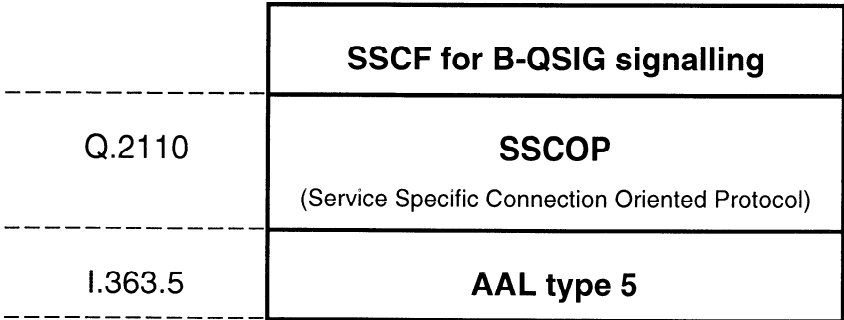 SSCF for B-QSIG signalling
Q.2110
SSCOP
(Service Specific Connection Oriented Protocol)
I.363.5
AAL type 5